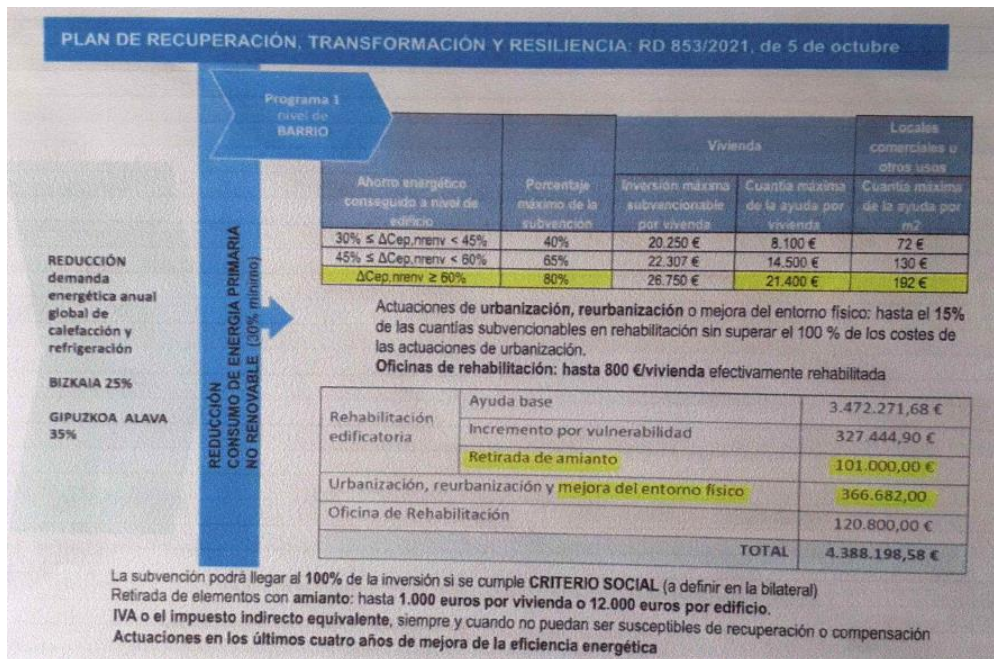 PLAN DE RECUPERACIÓN, TRANSFORMACIÓN Y RESILIENCIA: RD 853/2021, de 5 de octubre
Programa 1
nivel de
BARRIO
Vivienda
Locales
comerciales u
otros usos
Ahorro energético
conseguido a nivel de
edificio
Porcentaje
máximo de la
subvención
Inversión máxima
subvencionable
por vivenda
Cuantía máxima
de la ayuda por
vivienda
Cuantía máxima
de la ayuda por
m2
30% ≤ ΔCep,nrenv < 45% 40% 20.250 € 8.100 € 72 €
45% ≤ ΔCep,nrenv < 60% 65% 22.307 € 14.500 € 130 €
ΔCep,nrenv ≥ 60% 80% 26.750 € 21.400 € 192 €
REDUCCIÓN
demanda
energética anual
global de
calefacción y
refrigeración
BIZKAIA 25%
GIPUZKOA ALAVA
35%
REDUCCIÓN
CONSUMO DE ENERGIA PRIMARIA
NO RENOVABLE (30% mínimo)
Actuaciones de urbanización, reurbanización o mejora del entorno físico: hasta el 15%
de las cuantías subvencionables en rehabilitación sin superar el 100 % de los costes de
las actuaciones de urbanización.
Oficinas de rehabilitación: hasta 800 €/vivienda efectivamente rehabilitada
Rehabilitación
edificatoria
Ayuda base 3.472.271,68 €
Incremento por vulnerabilidad 327.444,90 €
Retirada de amianto 101.000,00 €
Urbanización, reurbanización y mejora del entorno físico 366.682,00
Oficina de Rehabilitación 120.800,00 €
TOTAL 4.388.198,58 €
La subvención podrá llegar al 100% de la inversión si se cumple CRITERIO SOCIAL (a definir en la bilateral)
Retirada de elementos con amianto: hasta 1.000 euros por vivienda o 12.000 euros por edificio.
IVA o el impuesto indirecto equivalente, siempre y cuando no puedan ser susceptibles de recuperación o compensación
Actuaciones en los últimos cuatro años de mejora de la eficiencia energética